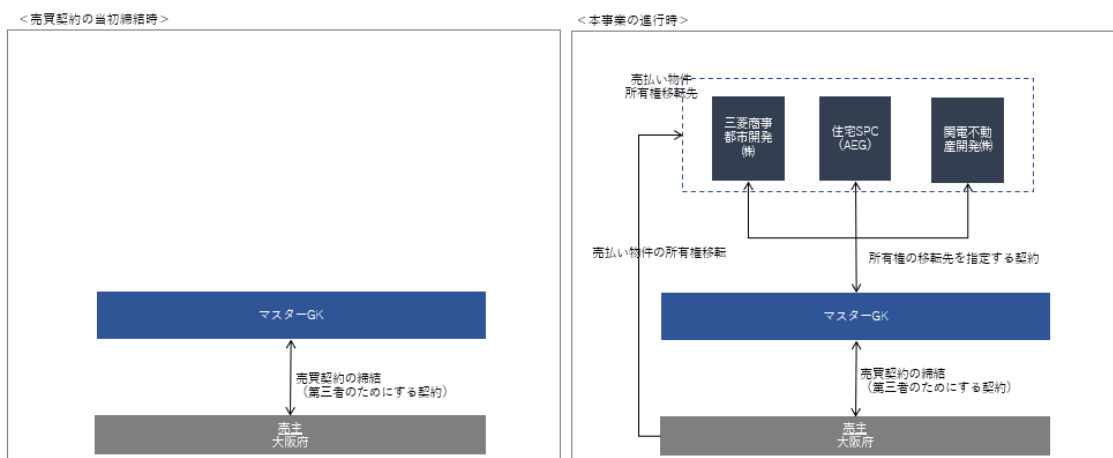 ＜売買契約の当初締結時＞
マスターGK
売買契約の締結
（第三者のためにする契約）
売主
大阪府
＜本事業の進行時＞
売払い物件
所有権移転先
三菱商事
都市開発
㈱
住宅SPC
（AEG）
関電不動
産開発㈱
売払い物件の所有権移転
所有権の移転先を指定する契約
マスターGK
売買契約の締結
（第三者のためにする契約）
売主
大阪府